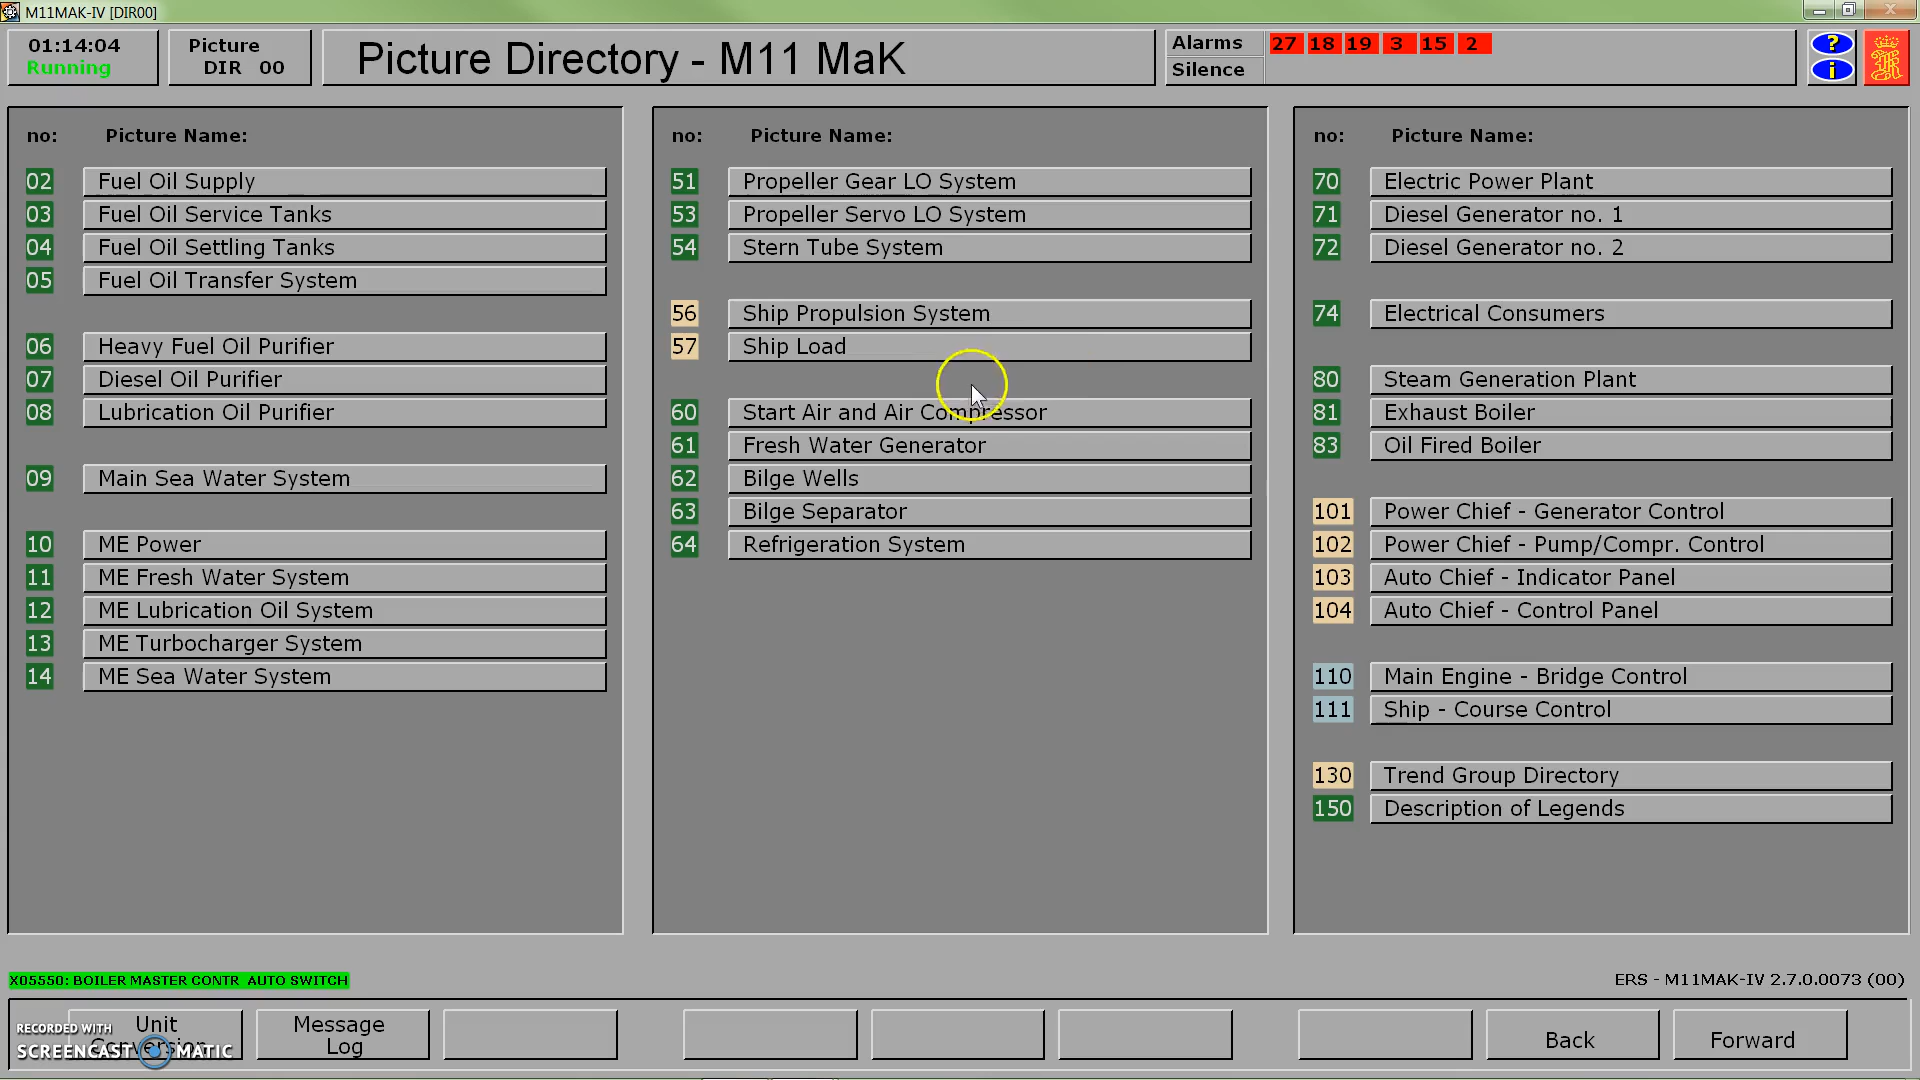 M11MAK-IV [DIR00]
01:14:04
Running
Picture
DIR 00
Picture Directory - M11 MaK
Alarms 27 18 19 3 15 2
Silence
?
i
no: Picture Name:
02 Fuel Oil Supply
03 Fuel Oil Service Tanks
04 Fuel Oil Settling Tanks
05 Fuel Oil Transfer System
06 Heavy Fuel Oil Purifier
07 Diesel Oil Purifier
08 Lubrication Oil Purifier
09 Main Sea Water System
10 ME Power
11 ME Fresh Water System
12 ME Lubrication Oil System
13 ME Turbocharger System
14 ME Sea Water System
no: Picture Name:
51 Propeller Gear LO System
53 Propeller Servo LO System
54 Stern Tube System
56 Ship Propulsion System
57 Ship Load
60 Start Air and Air Compressor
61 Fresh Water Generator
62 Bilge Wells
63 Bilge Separator
64 Refrigeration System
no: Picture Name:
70 Electric Power Plant
71 Diesel Generator no. 1
72 Diesel Generator no. 2
74 Electrical Consumers
80 Steam Generation Plant
81 Exhaust Boiler
83 Oil Fired Boiler
101 Power Chief - Generator Control
102 Power Chief - Pump/Compr. Control
103 Auto Chief - Indicator Panel
104 Auto Chief - Control Panel
110 Main Engine - Bridge Control
111 Ship - Course Control
130 Trend Group Directory
150 Description of Legends
X05550: BOILER MASTER CONTR AUTO SWITCH
ERS - M11MAK-IV 2.7.0.0073 (00)
Unit
Conversion
Message
Log
Back
Forward
RECORDED WITH
SCREENCAST MATIC